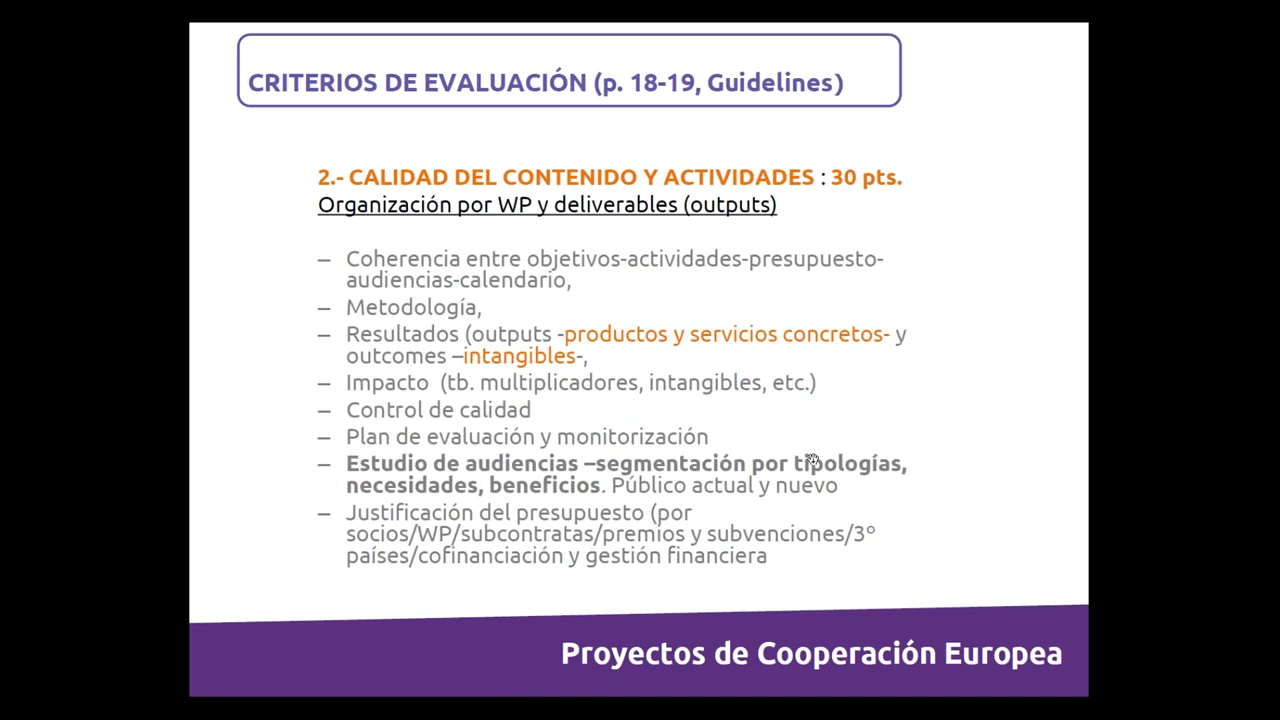 CRITERIOS DE EVALUACIÓN (p. 18-19, Guidelines)
2.- CALIDAD DEL CONTENIDO Y ACTIVIDADES : 30 pts.
Organización por WP y deliverables (outputs)
– Coherencia entre objetivos-actividades-presupuesto-
audiencias-calendario,
– Metodología,
– Resultados (outputs -productos y servicios concretos- y
outcomes –intangibles-,
– Impacto (tb. multiplicadores, intangibles, etc.)
– Control de calidad
– Plan de evaluación y monitorización
– Estudio de audiencias –segmentación por tipologías,
necesidades, beneficios. Público actual y nuevo
– Justificación del presupuesto (por
socios/WP/subcontratas/premios y subvenciones/3º
países/cofinanciación y gestión financiera
Proyectos de Cooperación Europea